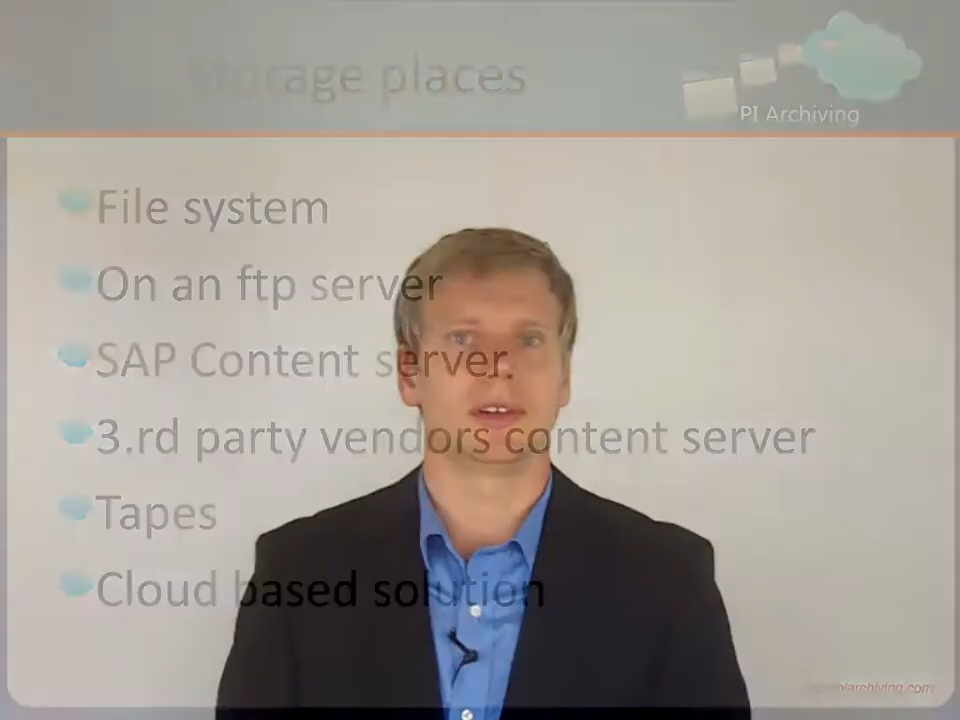 Storage places
PI Archiving
File system
On an ftp server
SAP Content server
3.rd party vendors content server
Tapes
Cloud based solution